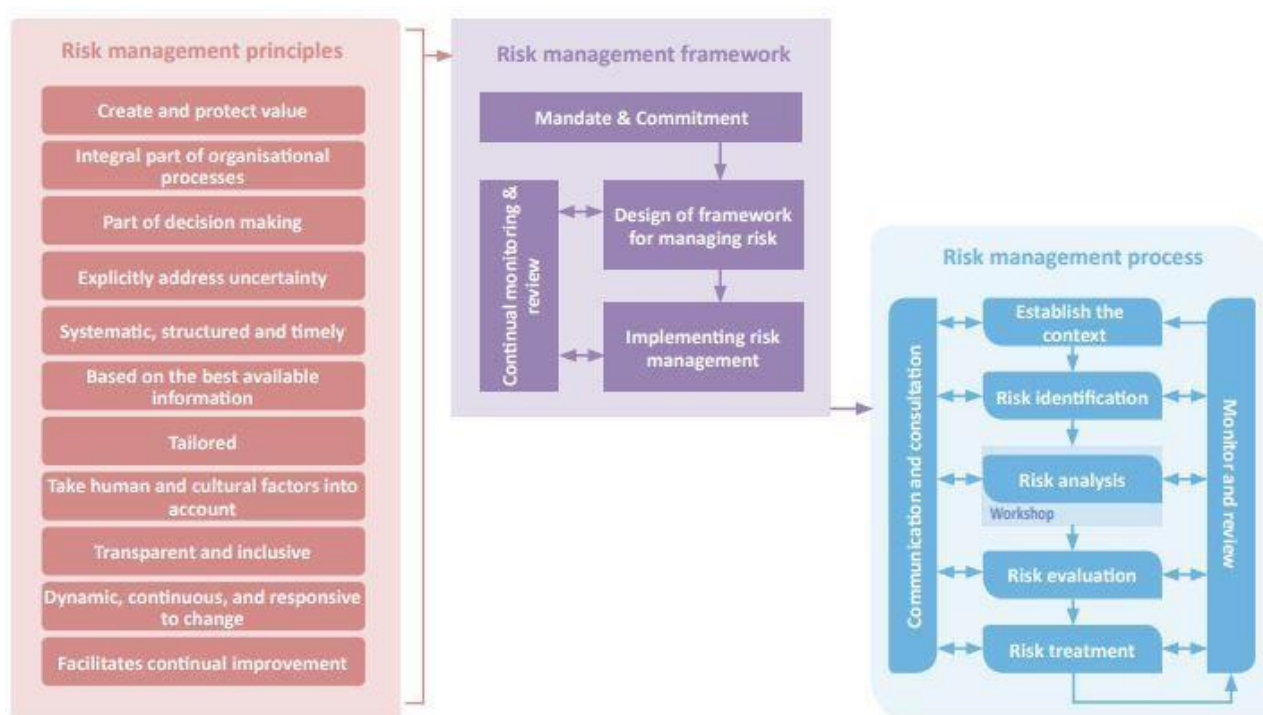 Risk management principles
Create and protect value
Integral part of organisational
processes
Part of decision making
Explicitly address uncertainty
Systematic, structured and timely
Based on the best available
information
Tailored
Take human and cultural factors into
account
Transparent and inclusive
Dynamic, continuous, and responsive
to change
Facilitates continual improvement
Risk management framework
Mandate & Commitment
Continual monitoring &
review
Design of framework
for managing risk
Implementing risk
management
Risk management process
Communication and consultation
Establish the
context
Risk identification
Risk analysis
Workshop
Risk evaluation
Risk treatment
Monitor and review